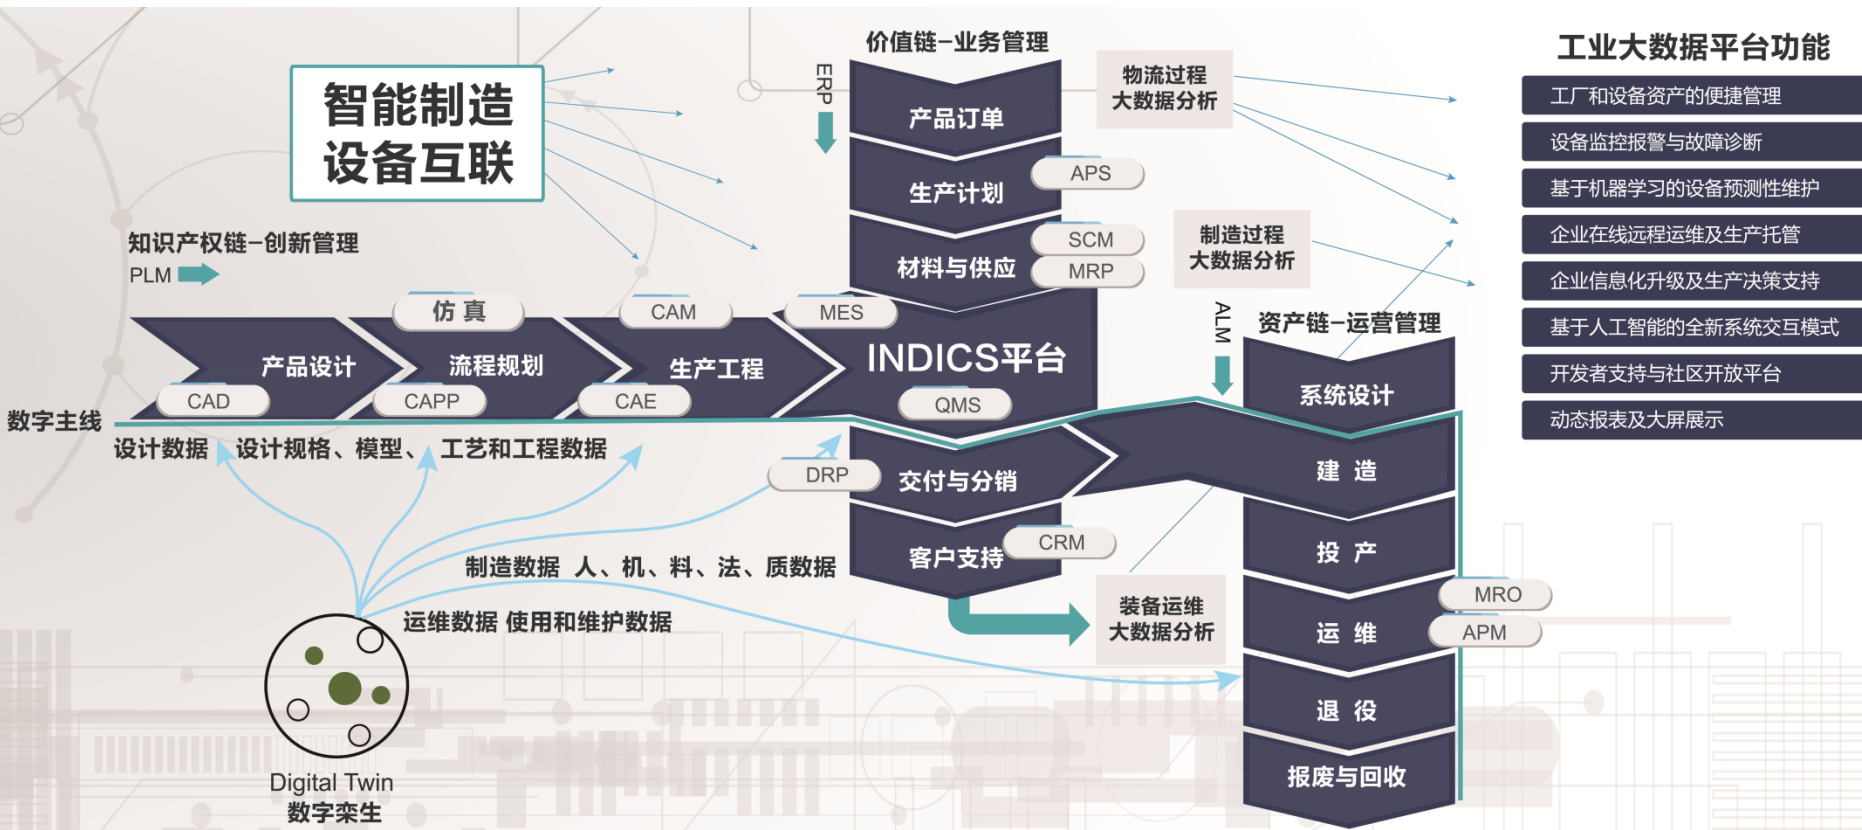 智能制造
设备互联
知识产权链-创新管理
PLM
产品设计
流程规划
生产工程
仿 真
CAM
MES
CAD
CAPP
CAE
数字主线
设计数据
设计规格、模型、
工艺和工程数据
价值链-业务管理
ERP
产品订单
生产计划
APS
材料与供应
SCM
MRP
INDICS平台
QMS
交付与分销
DRP
客户支持
CRM
制造数据 人、机、料、法、质数据
运维数据 使用和维护数据
Digital Twin
数字栾生
物流过程
大数据分析
制造过程
大数据分析
装备运维
大数据分析
ALM
资产链-运营管理
系统设计
建 造
投 产
运 维
MRO
APM
退 役
报废与回收
工业大数据平台功能
工厂和设备资产的便捷管理
设备监控报警与故障诊断
基于机器学习的设备预测性维护
企业在线远程运维及生产托管
企业信息化升级及生产决策支持
基于人工智能的全新系统交互模式
开发者支持与社区开放平台
动态报表及大屏展示